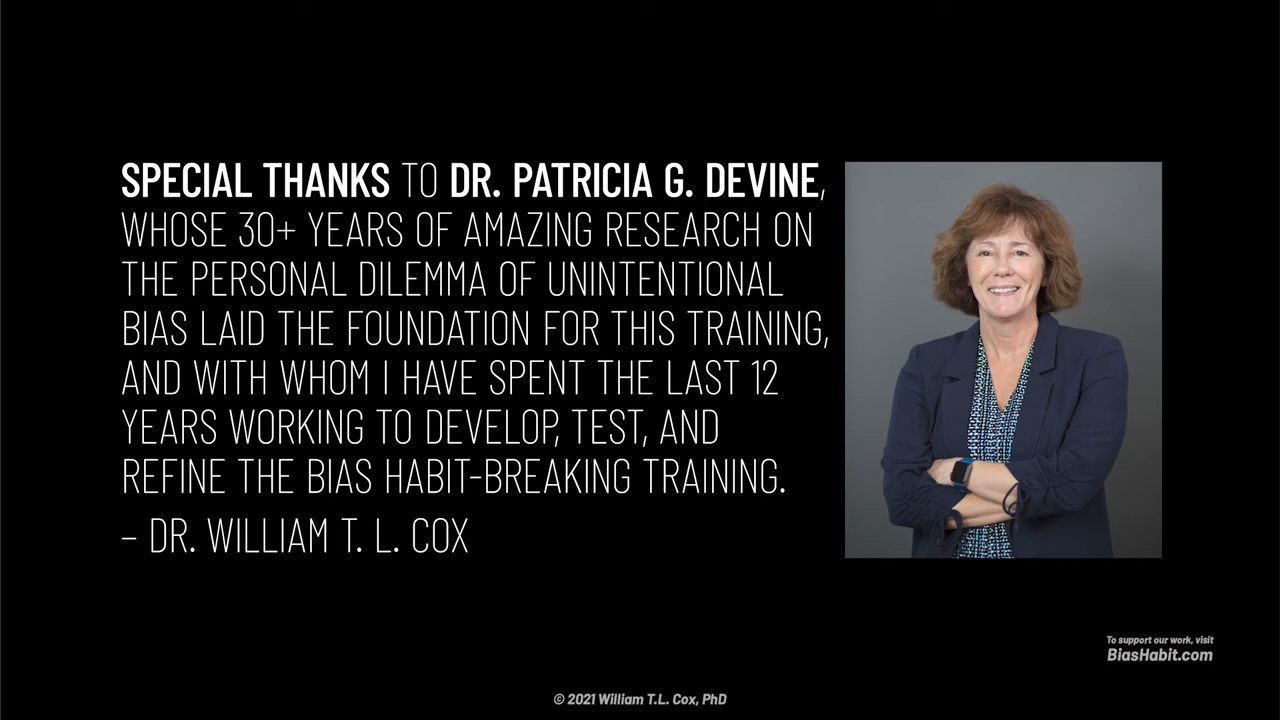 SPECIAL THANKS TO DR. PATRICIA G. DEVINE,
WHOSE 30+ YEARS OF AMAZING RESEARCH ON
THE PERSONAL DILEMMA OF UNINTENTIONAL
BIAS LAID THE FOUNDATION FOR THIS TRAINING,
AND WITH WHOM I HAVE SPENT THE LAST 12
YEARS WORKING TO DEVELOP, TEST, AND
REFINE THE BIAS HABIT-BREAKING TRAINING.
– DR. WILLIAM T. L. COX
To support our work, visit
BiasHabit.com
© 2021 William T.L. Cox, PhD